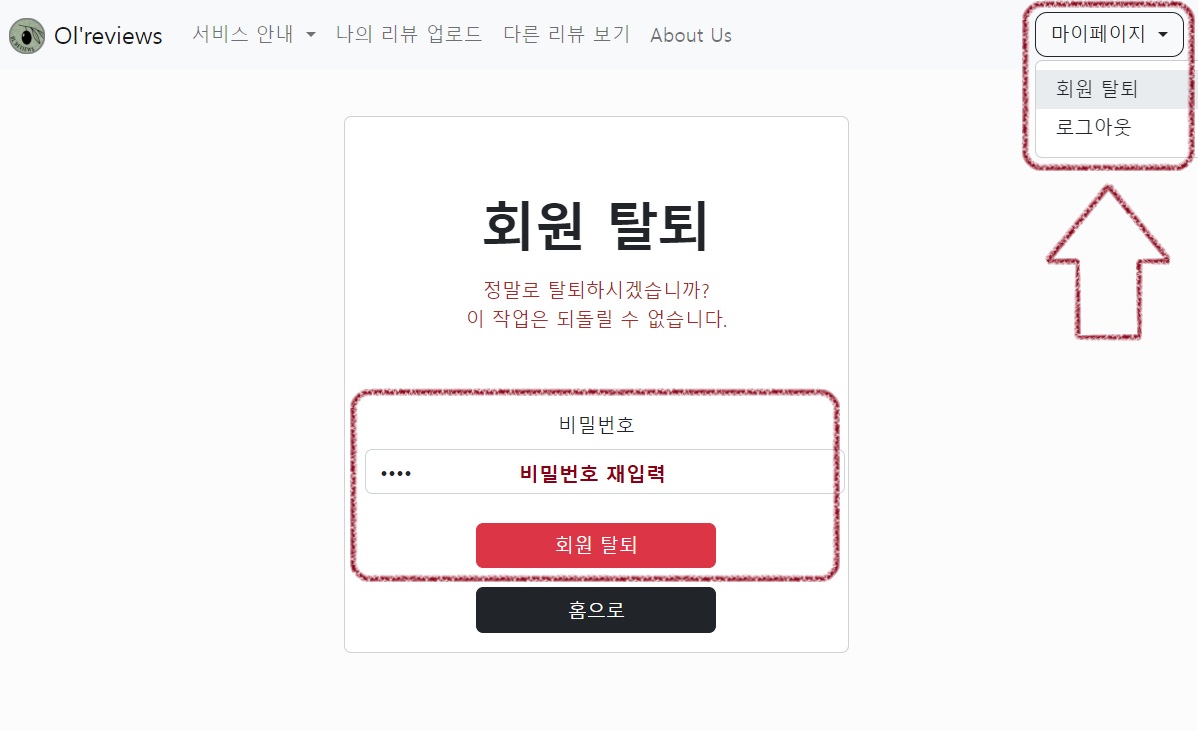 Ol'reviews 서비스 안내 나의 리뷰 업로드 다른 리뷰 보기 About Us 마이페이지
회원 탈퇴
로그아웃
회원 탈퇴
정말로 탈퇴하시겠습니까?
이 작업은 되돌릴 수 없습니다.
비밀번호
•••• 비밀번호 재입력
회원 탈퇴
홈으로